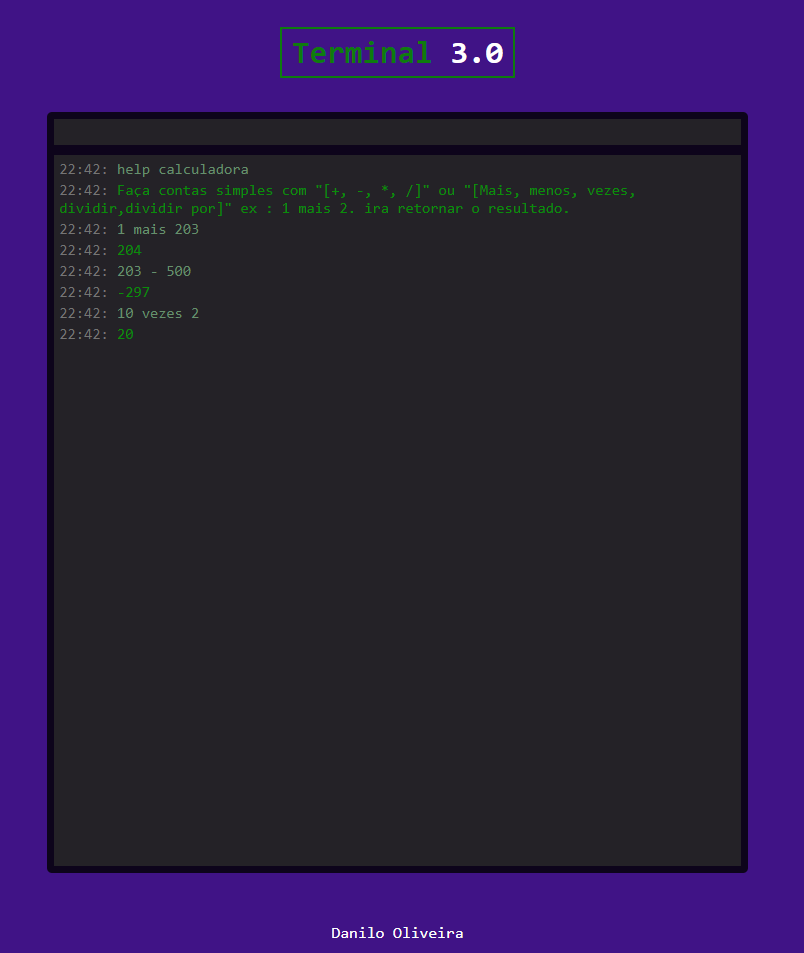 Terminal 3.0
22:42: help calculadora
22:42: Faça contas simples com "[+, -, *, /]" ou "[Mais, menos, vezes,
dividir,dividir por]" ex : 1 mais 2. ira retornar o resultado.
22:42: 1 mais 203
22:42: 204
22:42: 203 - 500
22:42: -297
22:42: 10 vezes 2
22:42: 20
Danilo Oliveira